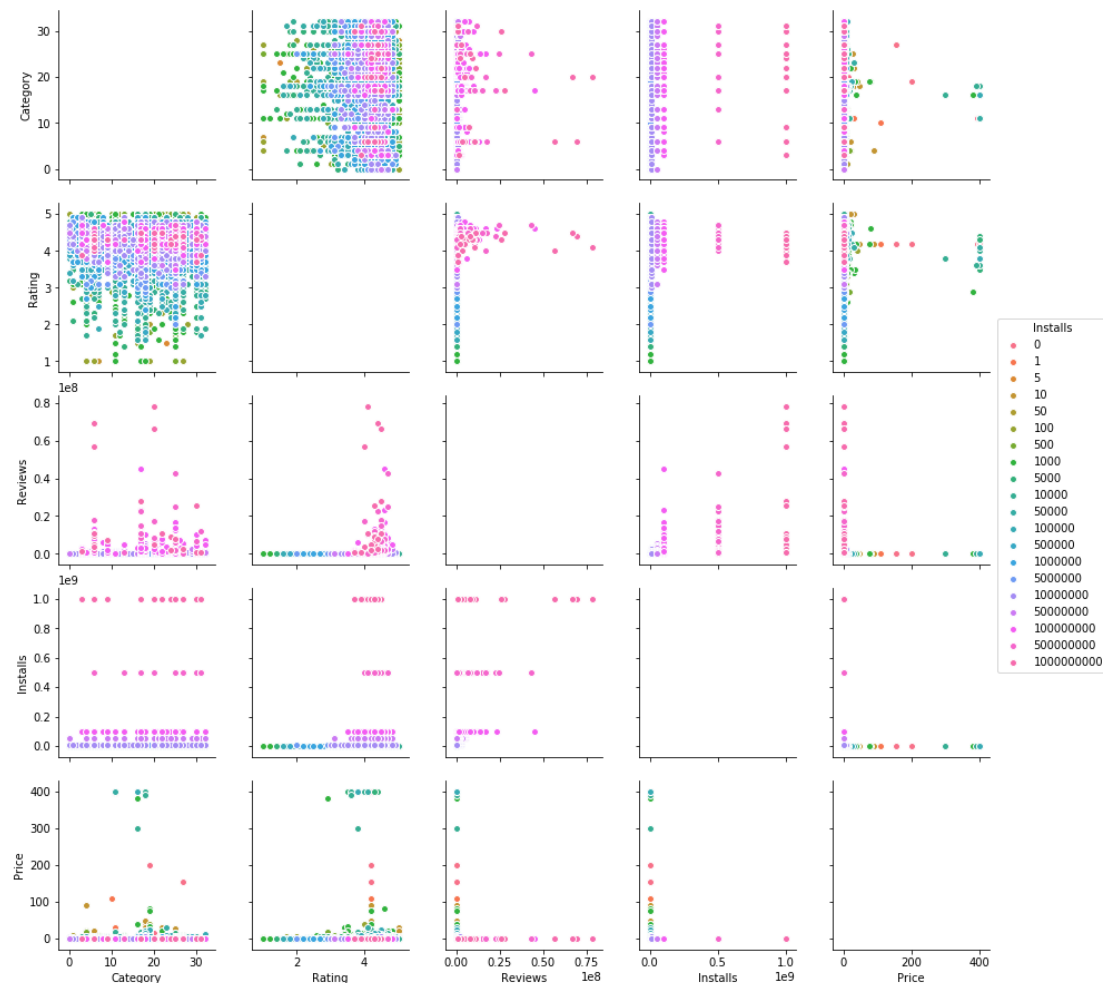 30
20
10
0
Category
5
4
3
2
1
Rating
1e8
0.8
0.6
0.4
0.2
0.0
Reviews
1e9
1.0
0.8
0.6
0.4
0.2
0.0
Installs
400
300
200
100
0
Price
0 10 20 30
Category
2 4
Rating
0.00 0.25 0.50 0.75
Reviews 1e8
0.0 0.5 1.0
Installs 1e9
0 200 400
Price
Installs
0
1
5
10
50
100
500
1000
5000
10000
50000
100000
500000
1000000
5000000
10000000
50000000
100000000
500000000
1000000000